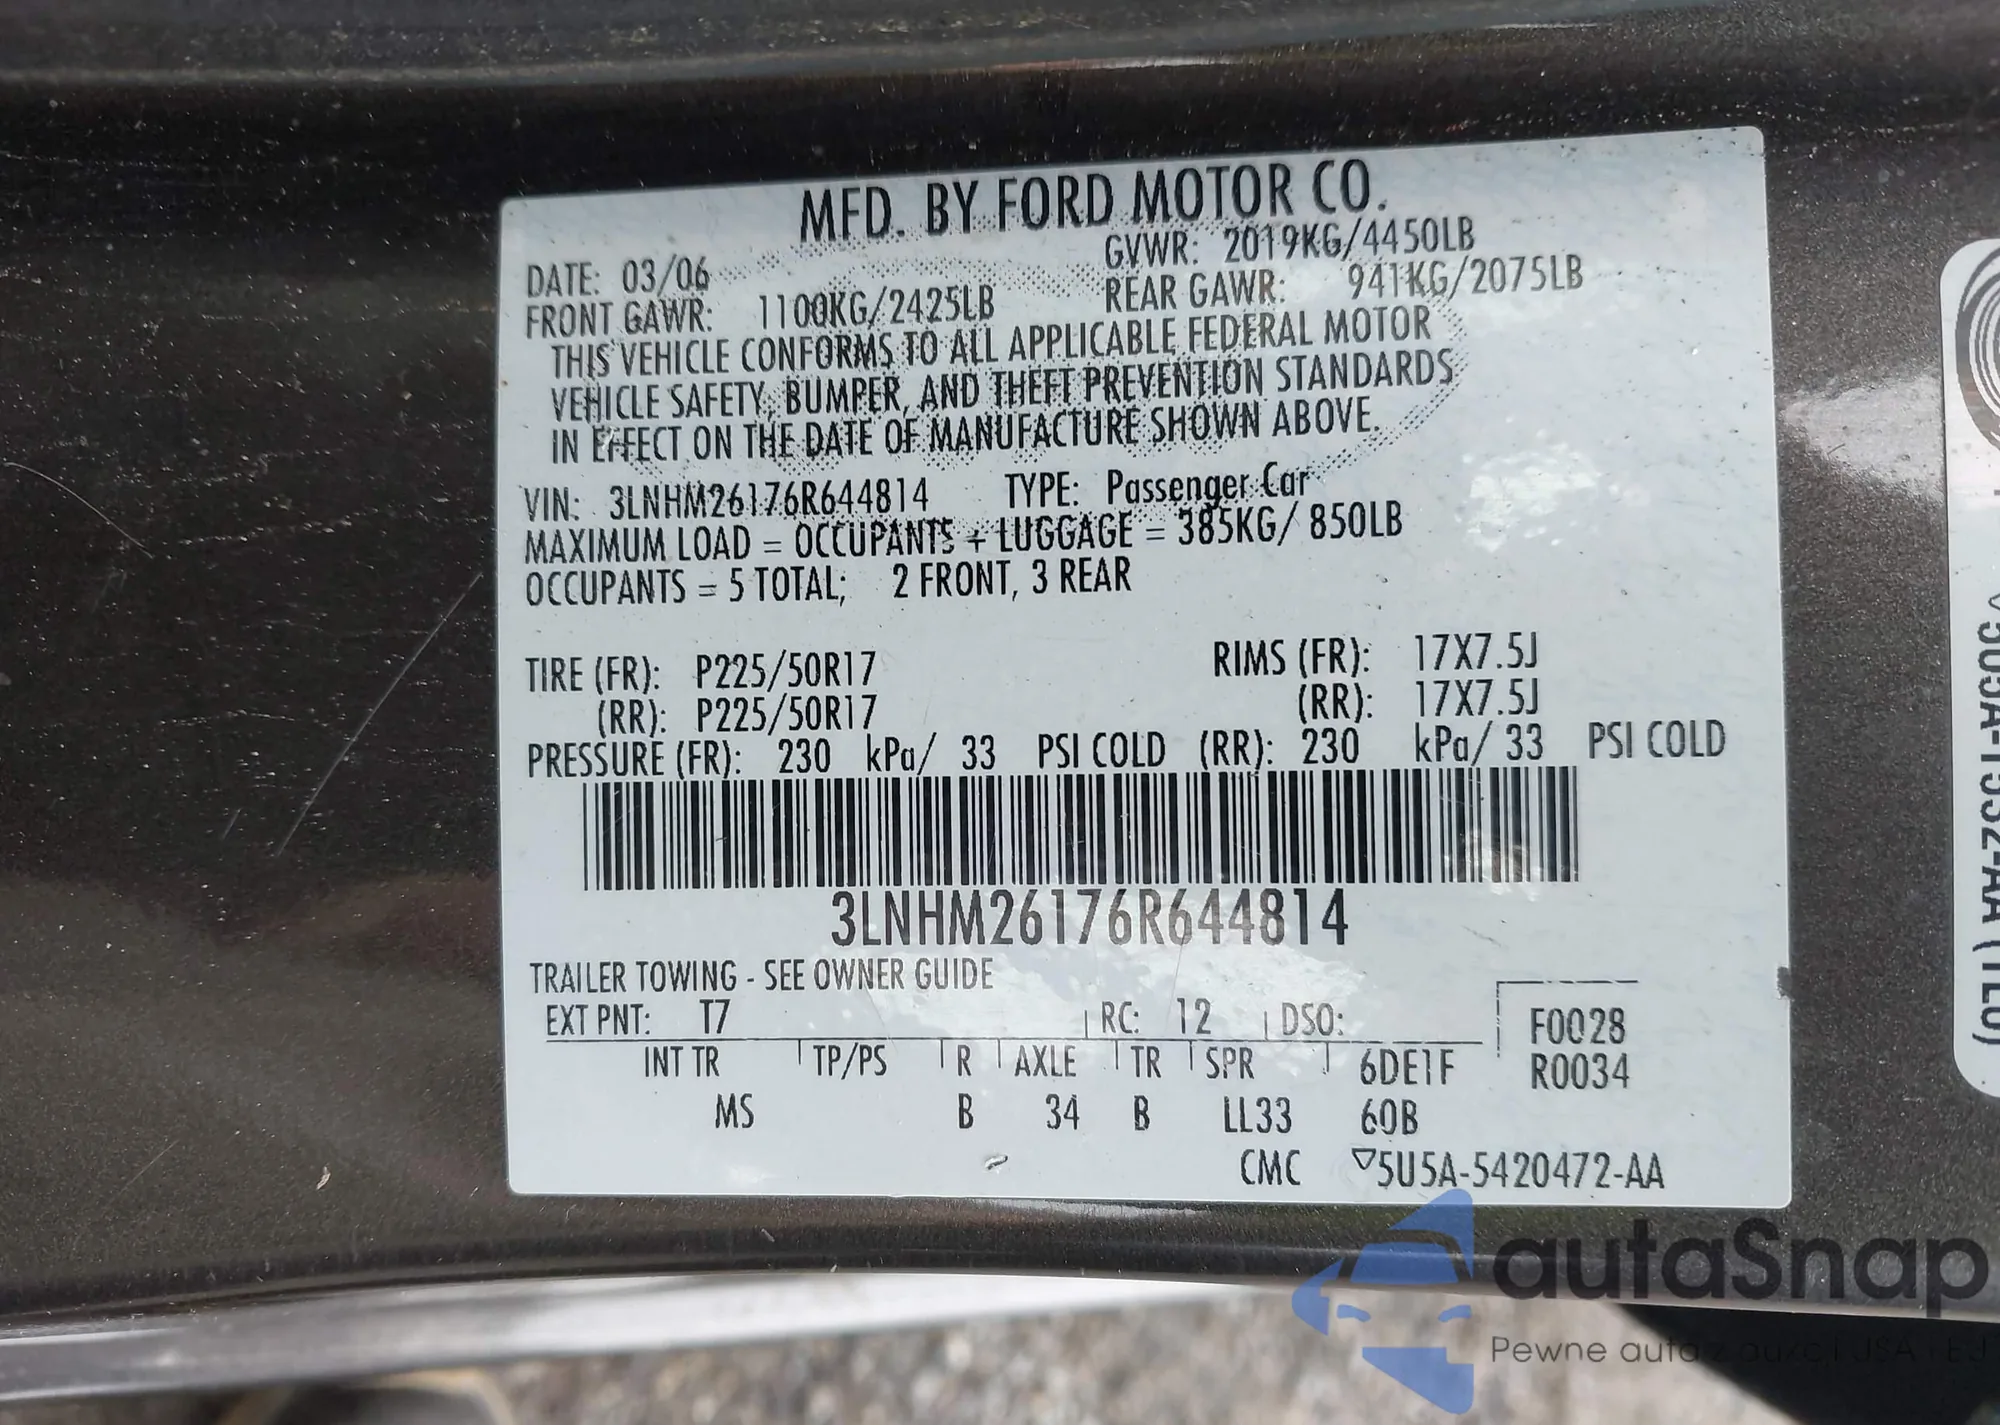 MFD. BY FORD MOTOR CO.
DATE: 03/06 GVWR: 2019KG/4450LB
FRONT GAWR: 1100KG/2425LB REAR GAWR: 941KG/2075LB
THIS VEHICLE CONFORMS TO ALL APPLICABLE FEDERAL MOTOR
VEHICLE SAFETY, BUMPER, AND THEFT PREVENTION STANDARDS
IN EFFECT ON THE DATE OF MANUFACTURE SHOWN ABOVE.
VIN: 3LNHM26176R644814 TYPE: Passenger Car
MAXIMUM LOAD = OCCUPANTS + LUGGAGE = 385KG/ 850LB
OCCUPANTS = 5 TOTAL; 2 FRONT, 3 REAR
TIRE (FR): P225/50R17 RIMS (FR): 17X7.5J
(RR): P225/50R17 (RR): 17X7.5J
PRESSURE (FR): 230 kPa/ 33 PSI COLD (RR): 230 kPa/ 33 PSI COLD
3LNHM26176R644814
TRAILER TOWING - SEE OWNER GUIDE
EXT PNT: T7 RC: 12 DSO: F0028
INT TR TP/PS R AXLE TR SPR 6DE1F R0034
MS B 34 B LL33 60B
CMC ▽5U5A-5420472-AA
autaSnap
Pewne auta z aukcji USA